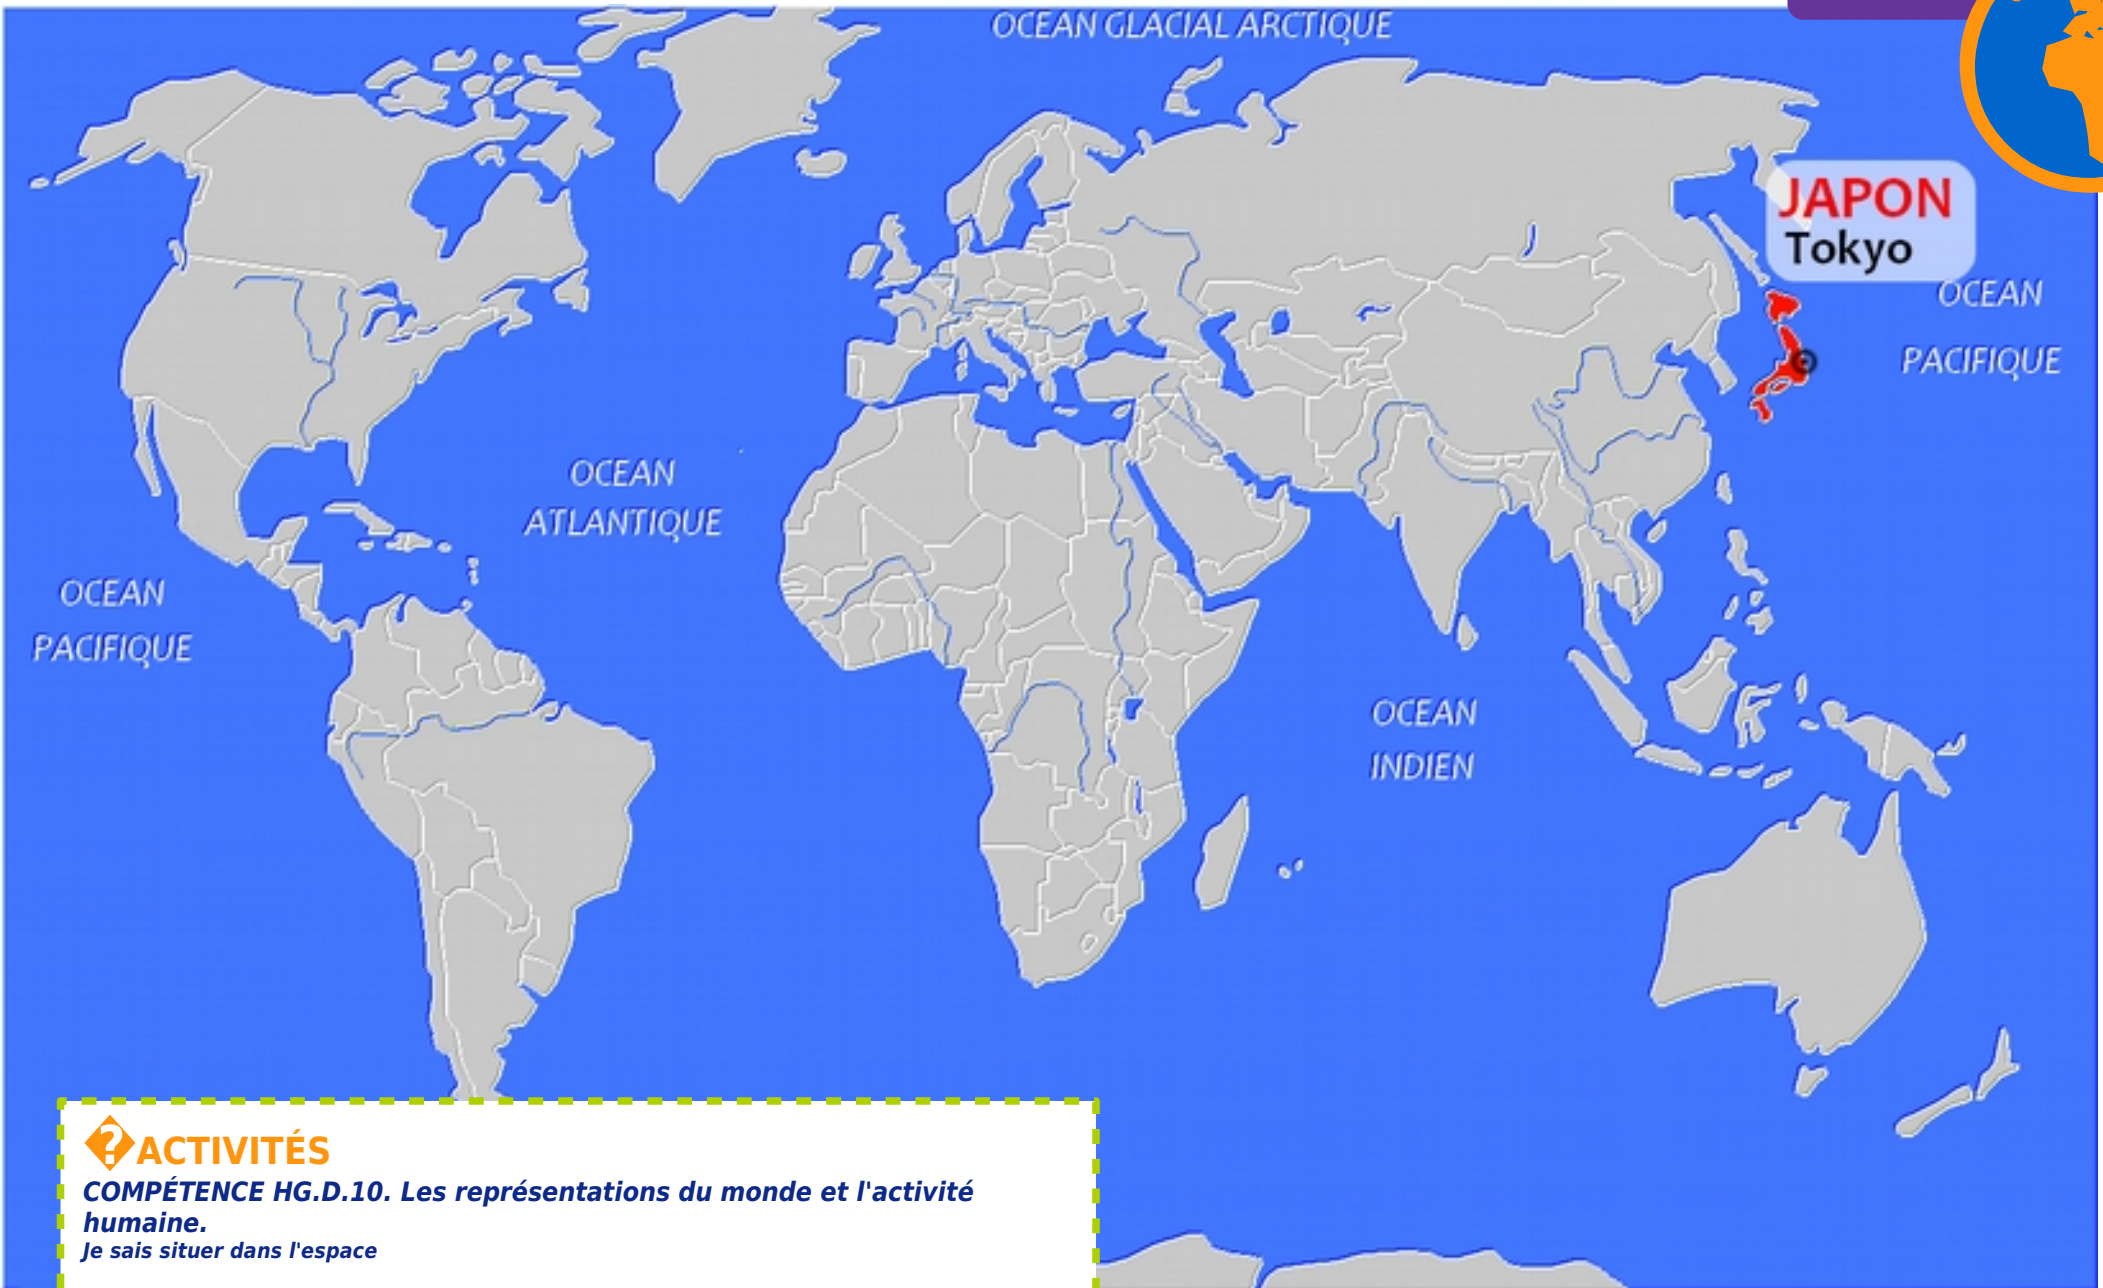 OCEAN GLACIAL ARCTIQUE
JAPON
Tokyo
OCEAN
PACIFIQUE
OCEAN
ATLANTIQUE
OCEAN
PACIFIQUE
OCEAN
INDIEN
�ACTIVITÉS
COMPÉTENCE HG.D.10. Les représentations du monde et l'activité
humaine.
Je sais situer dans l'espace